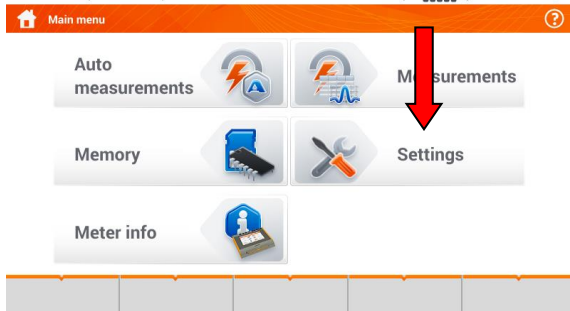 Main menu
?
Auto
measurements
A
Measurements
Memory
Settings
Meter info